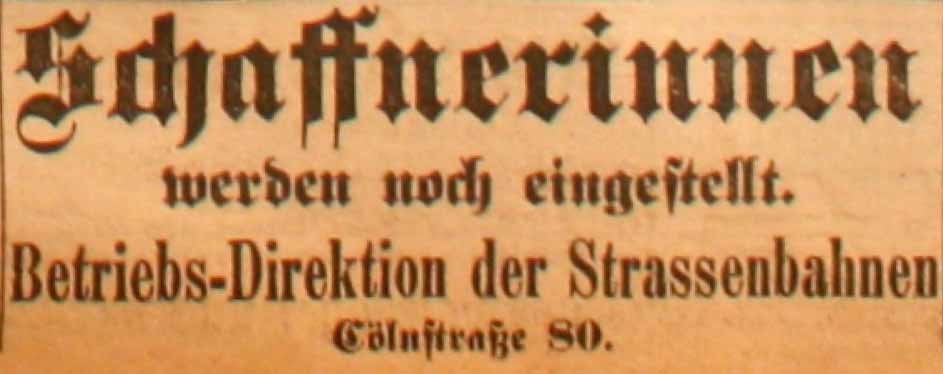 Schaffnerinnen
werden noch eingestellt.
Betriebs-Direktion der Strassenbahnen
Cölnstraße 80.